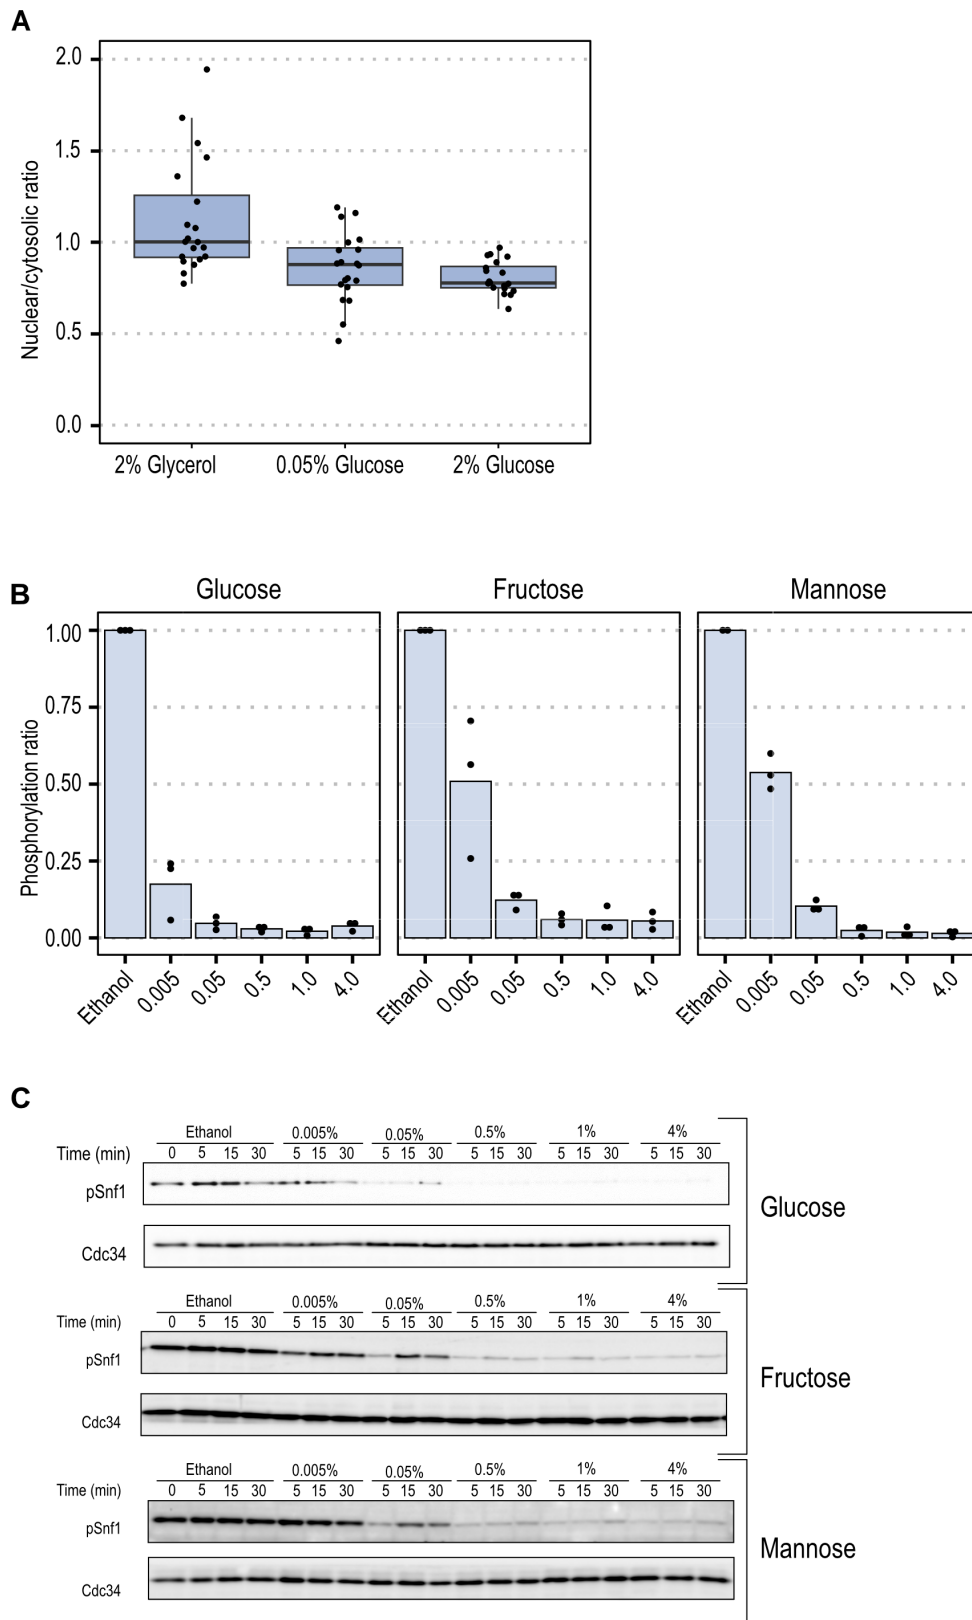 A
Nuclear/cytosolic ratio
2.0
1.5
1.0
0.5
0.0
2% Glycerol 0.05% Glucose 2% Glucose
B
Glucose Fructose Mannose
Phosphorylation ratio
1.00
0.75
0.50
0.25
0.00
Ethanol 0.005 0.05 0.5 1.0 4.0 Ethanol 0.005 0.05 0.5 1.0 4.0 Ethanol 0.005 0.05 0.5 1.0 4.0
C
Ethanol 0.005% 0.05% 0.5% 1% 4%
Time (min) 0 5 15 30 5 15 30 5 15 30 5 15 30 5 15 30 5 15 30
pSnf1
Glucose
Cdc34
Ethanol 0.005% 0.05% 0.5% 1% 4%
Time (min) 0 5 15 30 5 15 30 5 15 30 5 15 30 5 15 30 5 15 30
pSnf1
Fructose
Cdc34
Ethanol 0.005% 0.05% 0.5% 1% 4%
Time (min) 0 5 15 30 5 15 30 5 15 30 5 15 30 5 15 30 5 15 30
pSnf1
Mannose
Cdc34